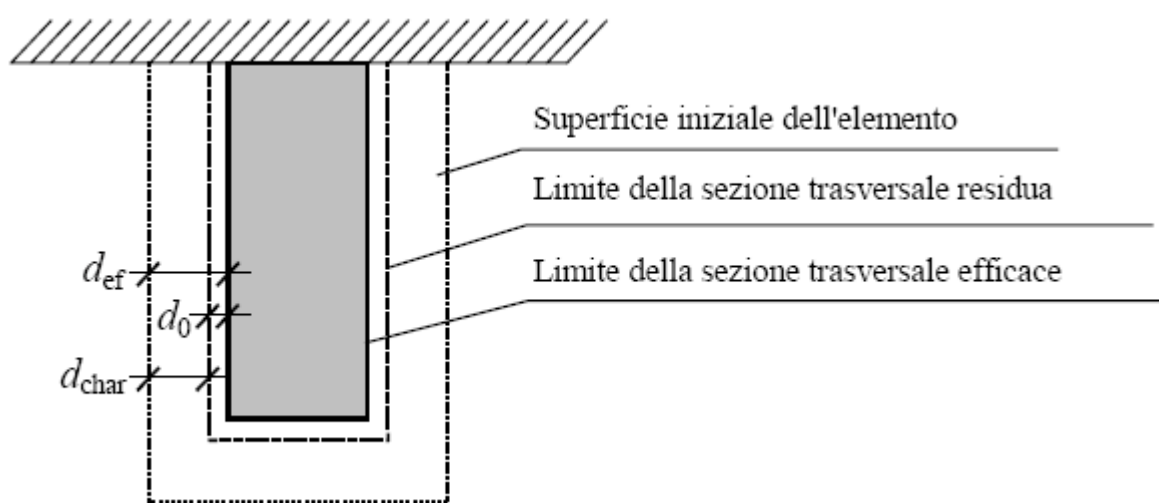 Superficie iniziale dell'elemento
Limite della sezione trasversale residua
Limite della sezione trasversale efficace
d_ef
d_0
d_char